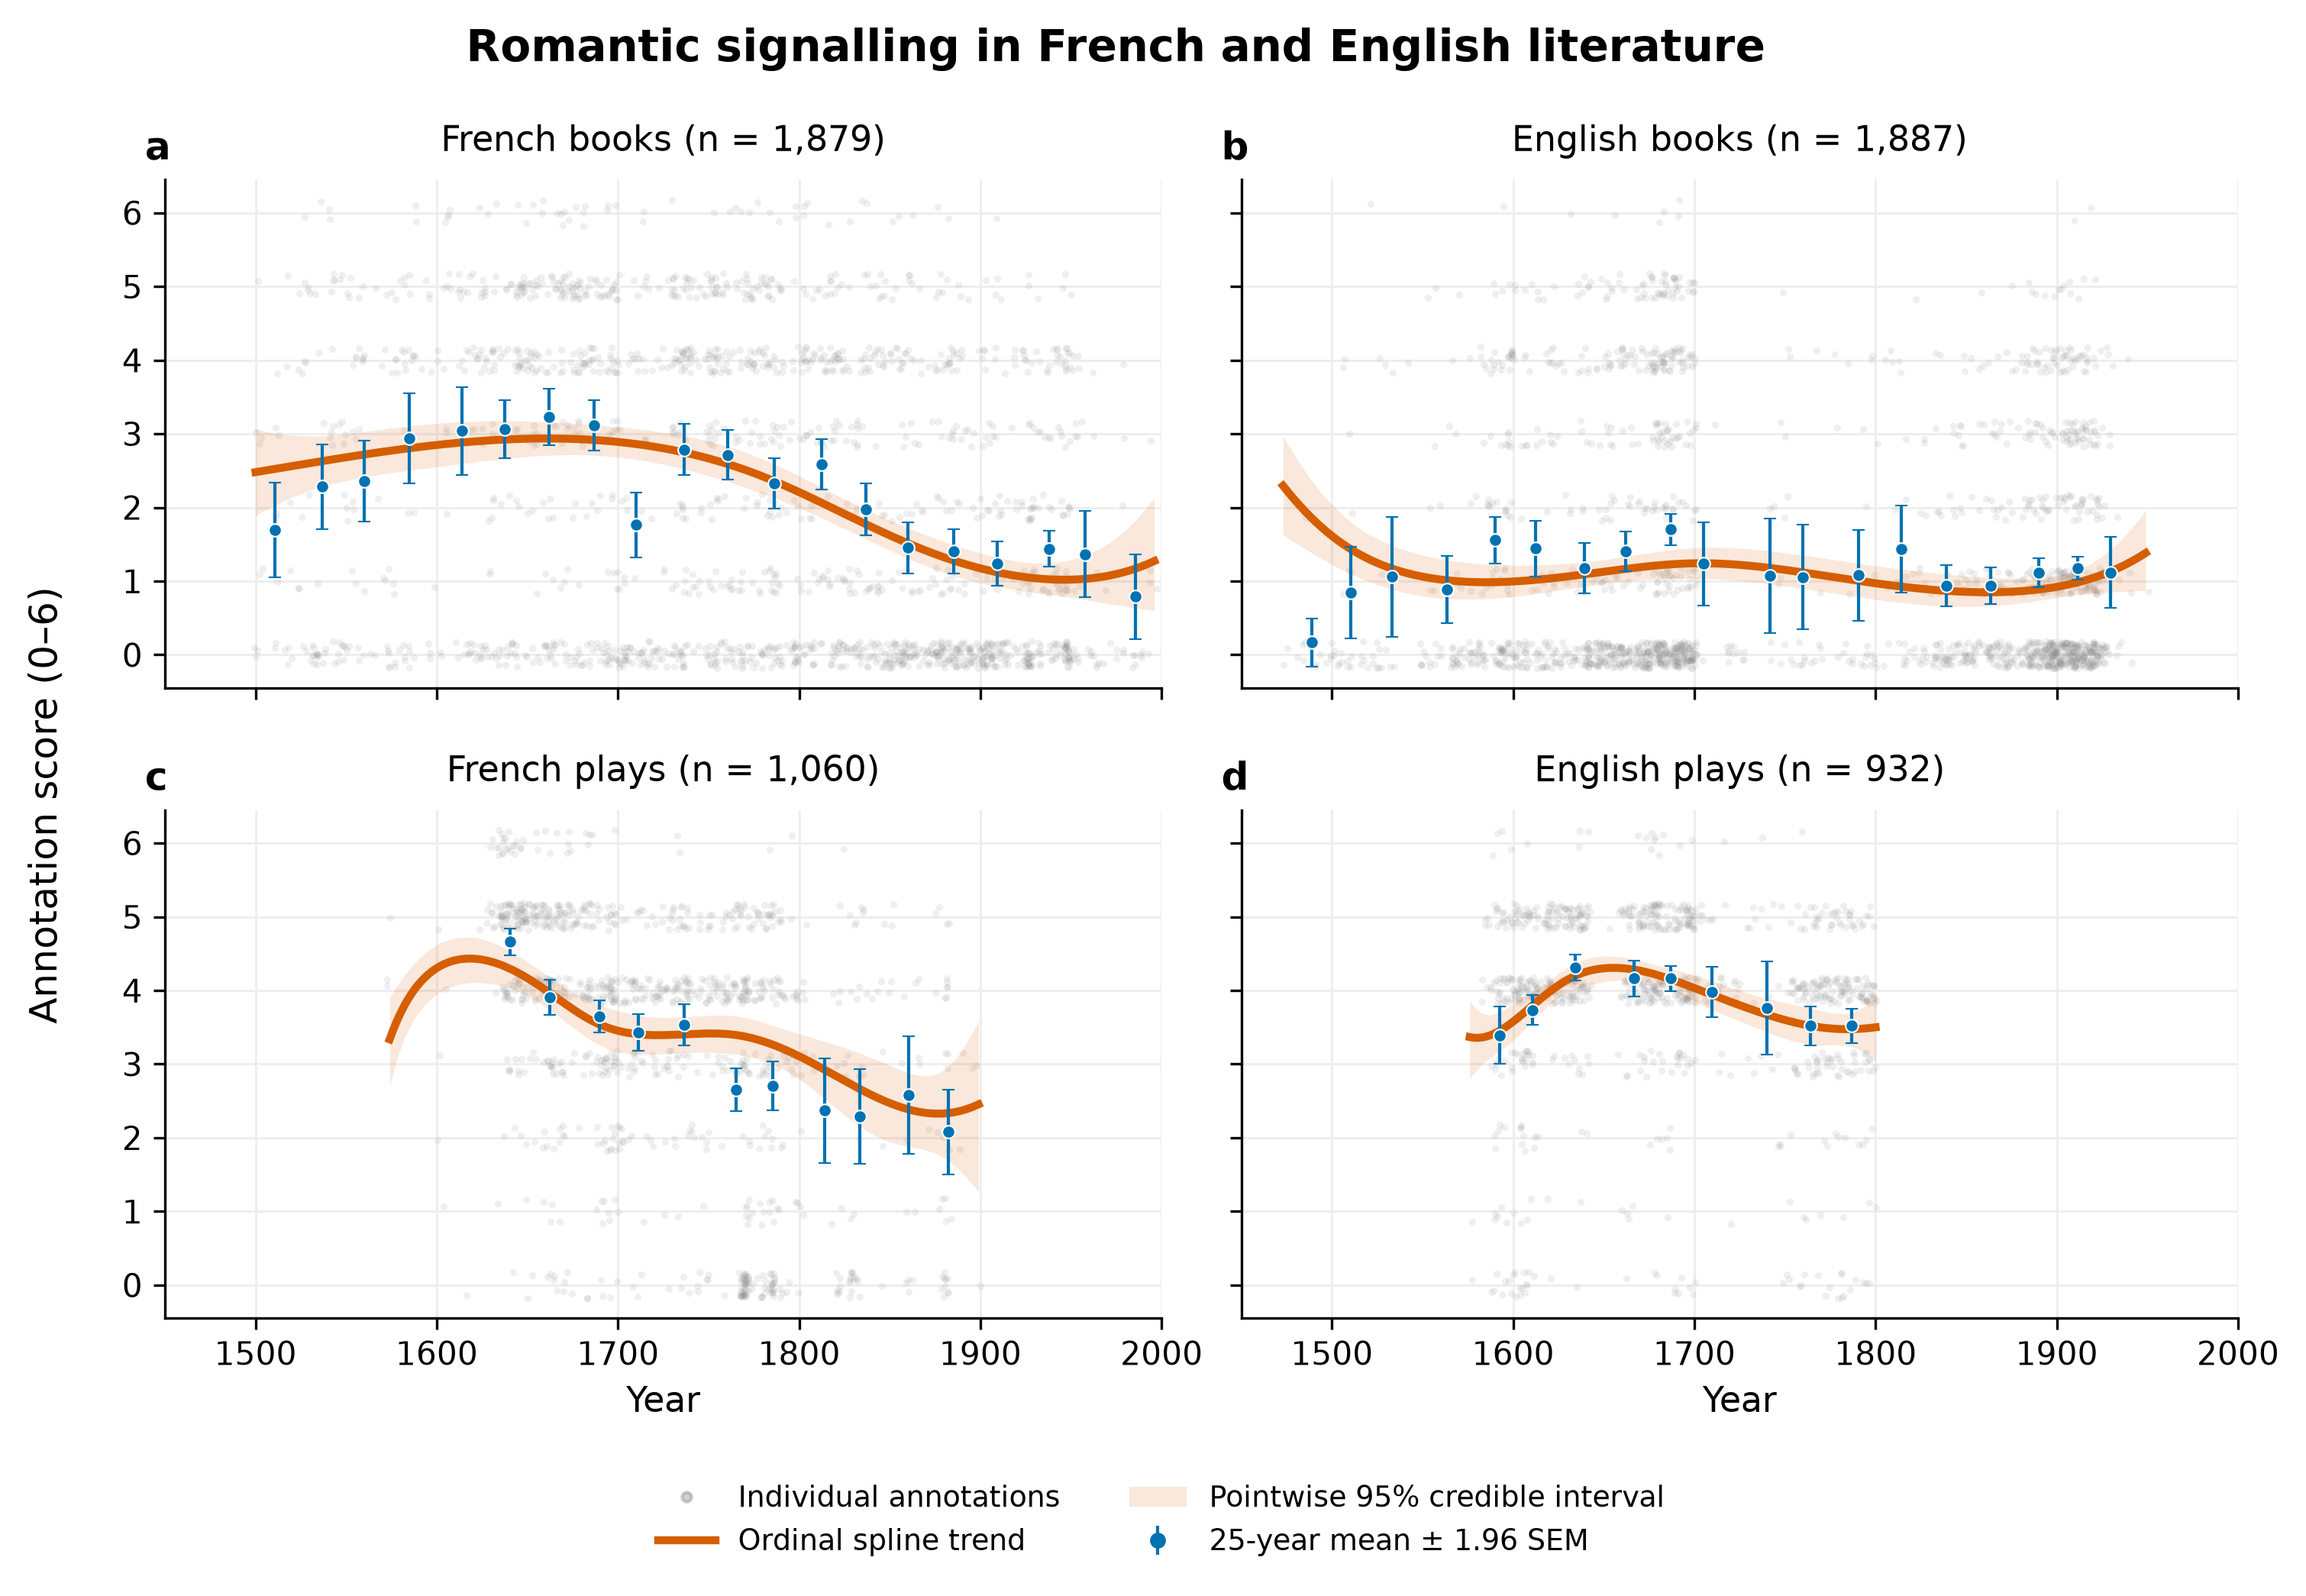 Romantic signalling in French and English literature
a
French books (n = 1,879)
b
English books (n = 1,887)
6
5
4
3
2
1
0
c
French plays (n = 1,060)
d
English plays (n = 932)
6
5
4
3
2
1
0
Annotation score (0–6)
1500 1600 1700 1800 1900 2000
1500 1600 1700 1800 1900 2000
Year
Year
Individual annotations
Ordinal spline trend
Pointwise 95% credible interval
25-year mean ± 1.96 SEM